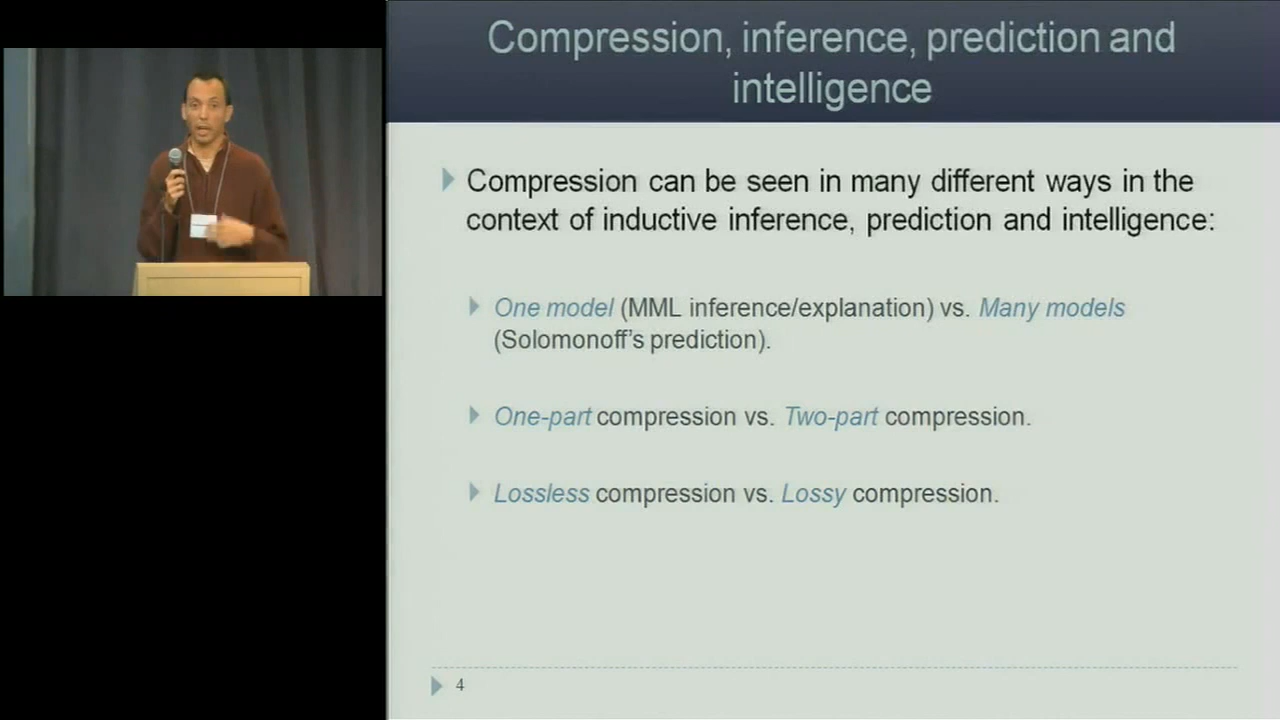 Compression, inference, prediction and
intelligence
Compression can be seen in many different ways in the
context of inductive inference, prediction and intelligence:
One model (MML inference/explanation) vs. Many models
(Solomonoff's prediction).
One-part compression vs. Two-part compression.
Lossless compression vs. Lossy compression.
4